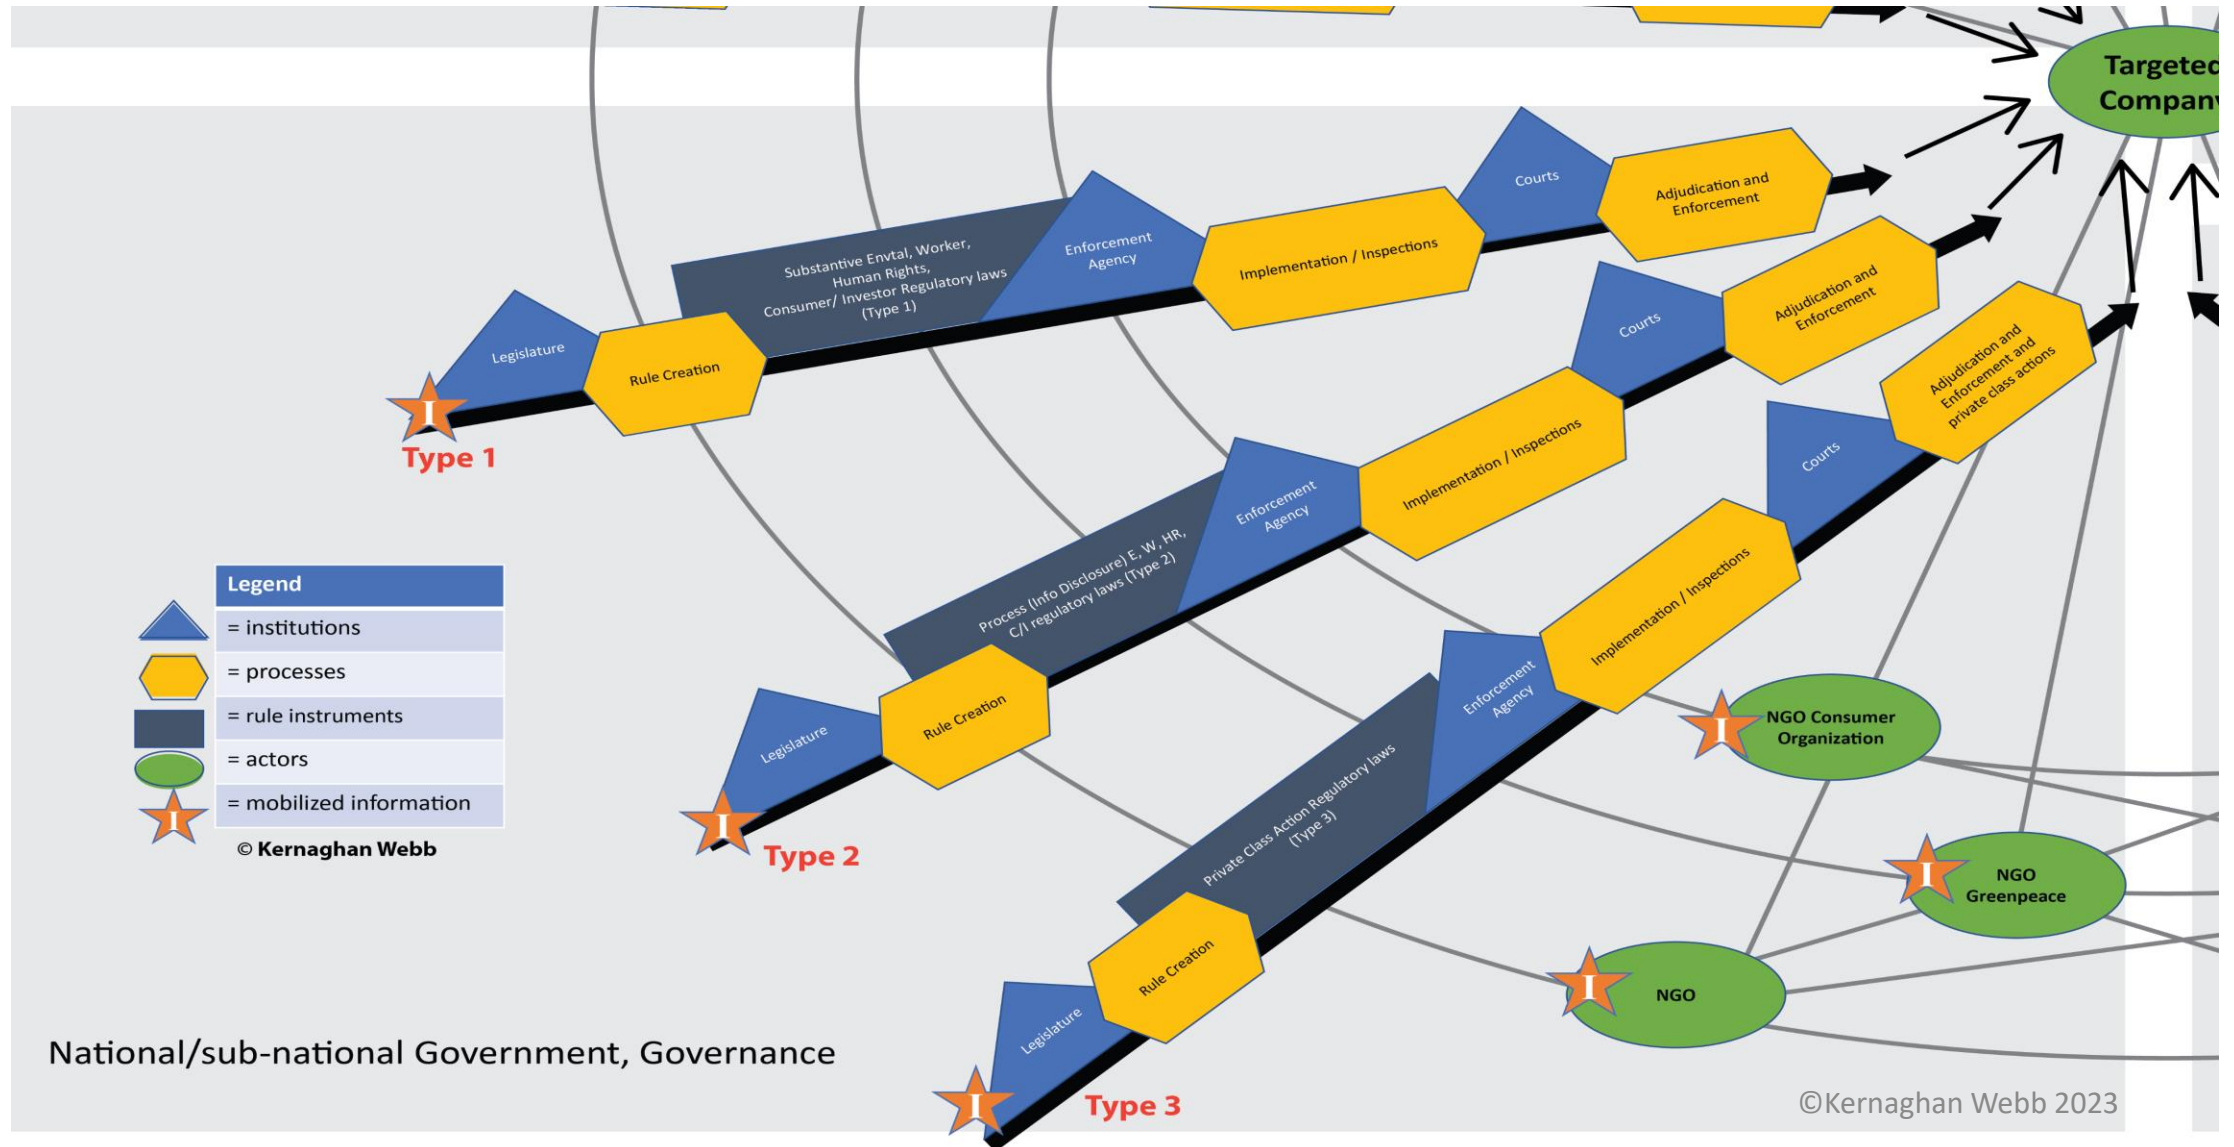 Targeted
Company
Courts
Adjudication and
Enforcement
Enforcement
Agency
Implementation / Inspections
Substantive Envtal, Worker,
Human Rights,
Consumer/ Investor Regulatory laws
(Type 1)
Legislature
Rule Creation
I
Type 1
Courts
Adjudication and
Enforcement
Implementation / Inspections
Enforcement
Agency
Process (Info Disclosure) E, W, HR,
C/I regulatory laws (Type 2)
Rule Creation
Legislature
I
Type 2
Adjudication and
Enforcement and
private class actions
Courts
Implementation / Inspections
Enforcement
Agency
Private Class Action Regulatory laws
(Type 3)
Rule Creation
Legislature
I
Type 3
Legend
= institutions
= processes
= rule instruments
= actors
I
= mobilized information
© Kernaghan Webb
I
NGO Consumer
Organization
I
NGO
Greenpeace
I
NGO
National/sub-national Government, Governance
©Kernaghan Webb 2023